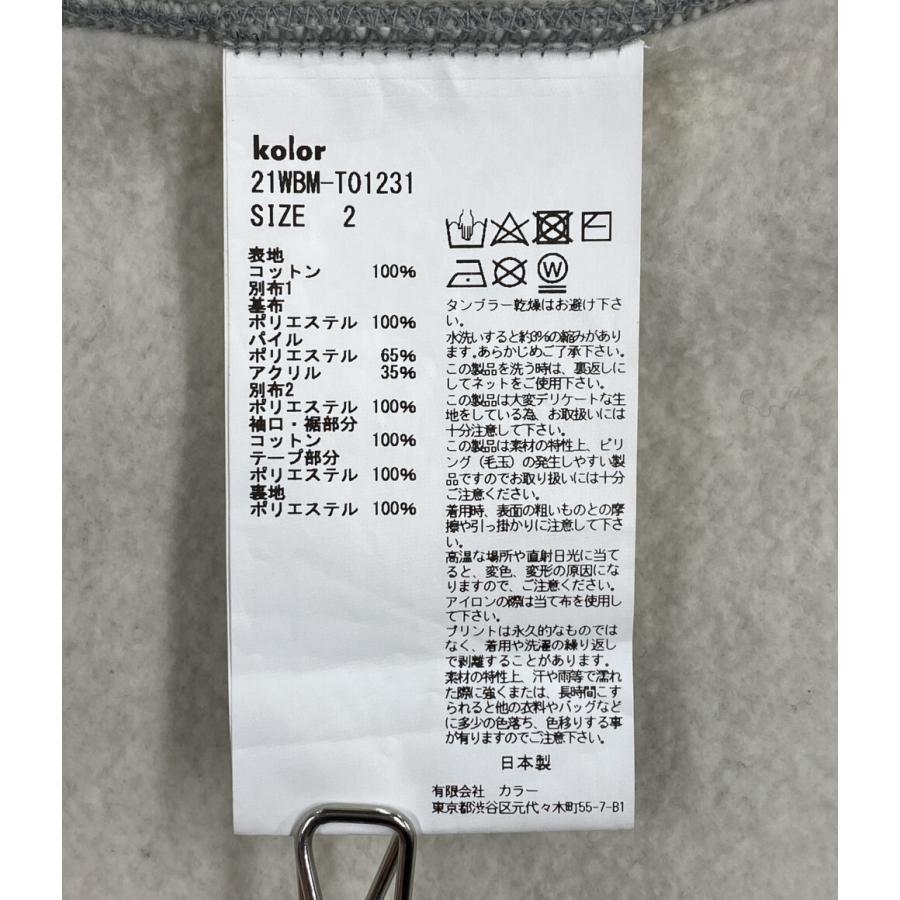 kolor
21WBM-T01231
SIZE 2
表地
コットン 100%
別布1
基布
ポリエステル 100%
パイル
ポリエステル 65%
アクリル 35%
別布2
ポリエステル 100%
袖口・裾部分
コットン 100%
テープ部分
ポリエステル 100%
裏地
ポリエステル 100%
W
タンブラー乾燥はお避け下さ
い。
水洗いすると約3%の縮みがあり
ます。あらかじめご了承下さい。
この製品を洗う時は、裏返しに
してネットをご使用下さい。
この製品は大変デリケートな生
地をしている為、お取扱いには
十分注意して下さい。
この製品は素材の特性上、ピリ
ング（毛玉）の発生しやすい製
品ですのでお取り扱いには十分
ご注意ください。
着用時、表面の粗いものとの摩
擦や引っ掛かりに注意して下さ
い。
高温な場所や直射日光に当て
ると、変色、変形の原因にな
りますので、ご注意ください。
アイロンの際は当て布を使用し
て下さい。
プリントは永久的なものではな
なく、着用や洗濯の繰り返し
で剥離することがあります。
素材の特性上、汗や雨等で濡れ
た際に強くまたは、長時間こす
られると他の衣料やバッグなど
に多少の色落ち、色移りする事
が有りますのでご注意下さい。
日本製
有限会社 カラー
東京都渋谷区元代々木町55-7-B1